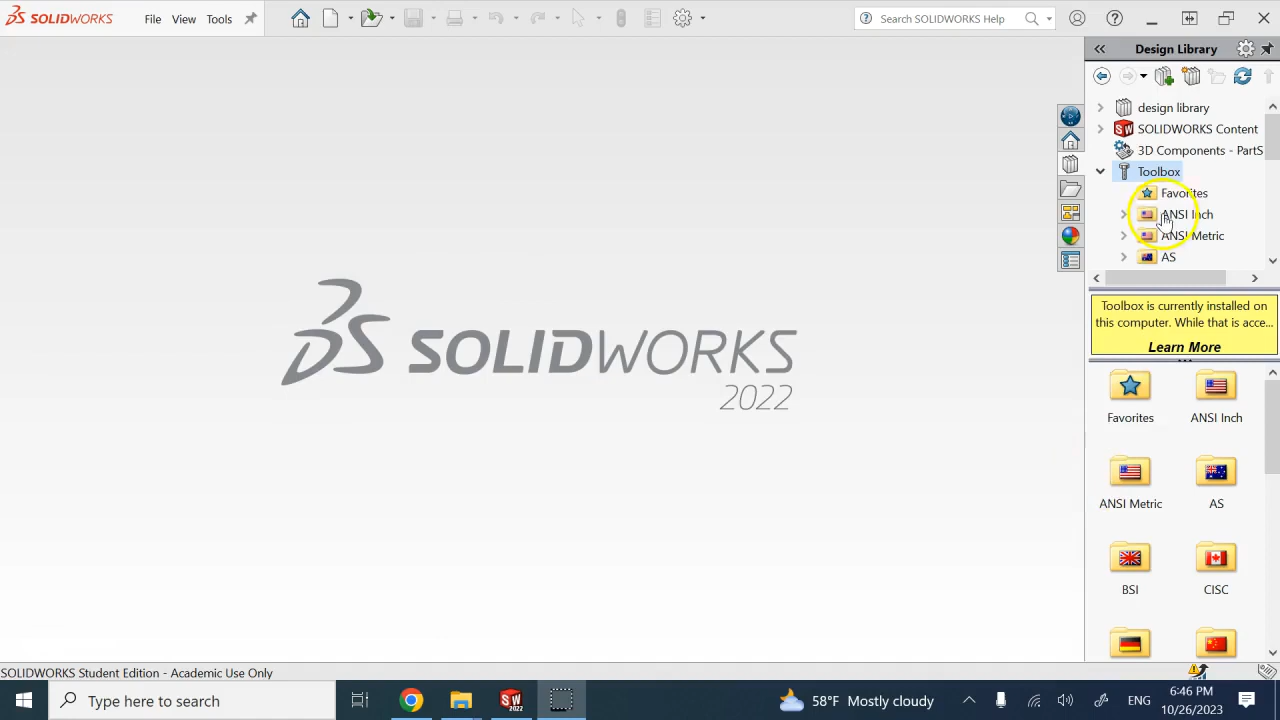 SOLIDWORKS File View Tools Search SOLIDWORKS Help
Design Library
design library
SOLIDWORKS Content
3D Components - PartS
Toolbox
Favorites
ANSI Inch
ANSI Metric
AS
Toolbox is currently installed on
this computer. While that is acce...
Learn More
Favorites ANSI Inch
ANSI Metric AS
BSI CISC
SOLIDWORKS
2022
SOLIDWORKS Student Edition - Academic Use Only
Type here to search
SW
2022
58°F Mostly cloudy
ENG
6:46 PM
10/26/2023